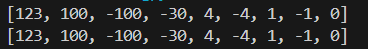 [123, 100, -100, -30, 4, -4, 1, -1, 0]
[123, 100, -100, -30, 4, -4, 1, -1, 0]